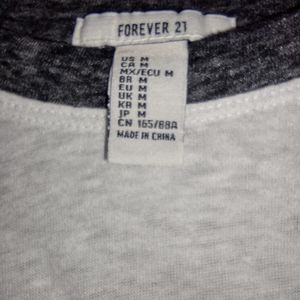 FOREVER 21
US M
CA M
MX/ECU M
BR M
EU M
UK M
KR M
JP M
CN 165/88A
MADE IN CHINA